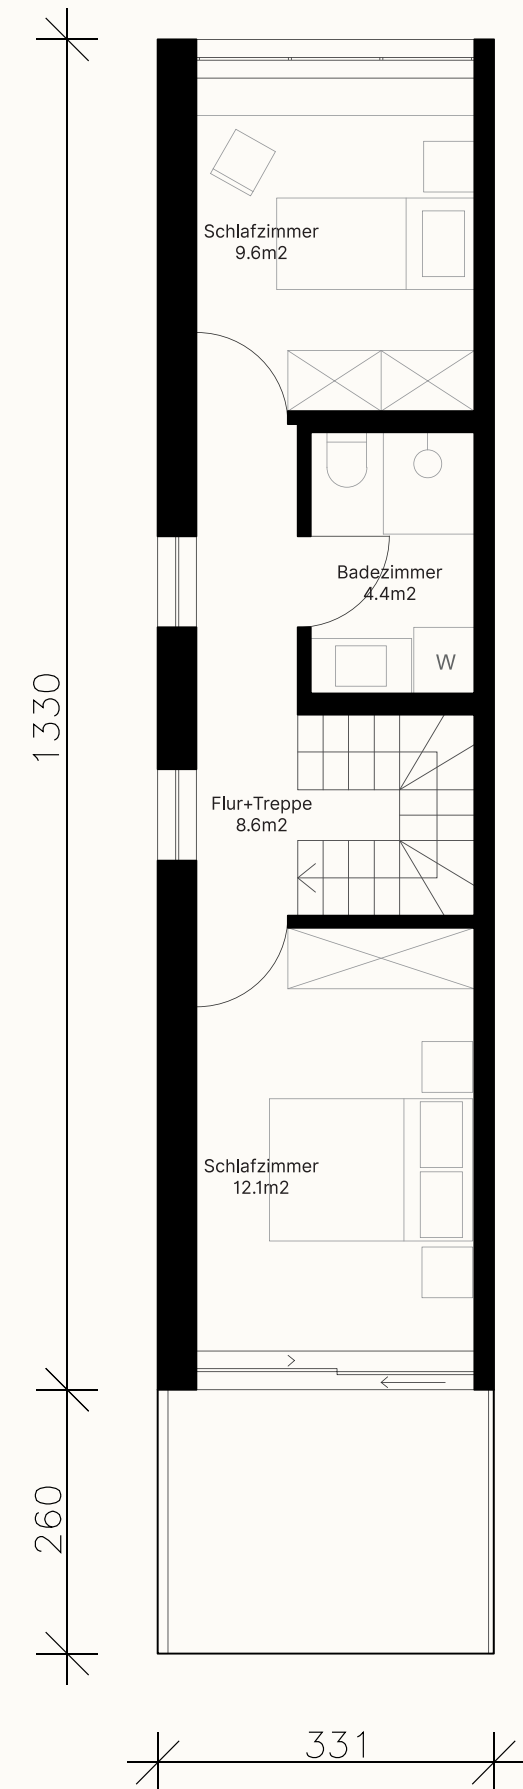 Schlafzimmer
9.6m2
Badezimmer
4.4m2
W
1330
Flur+Treppe
8.6m2
Schlafzimmer
12.1m2
260
331